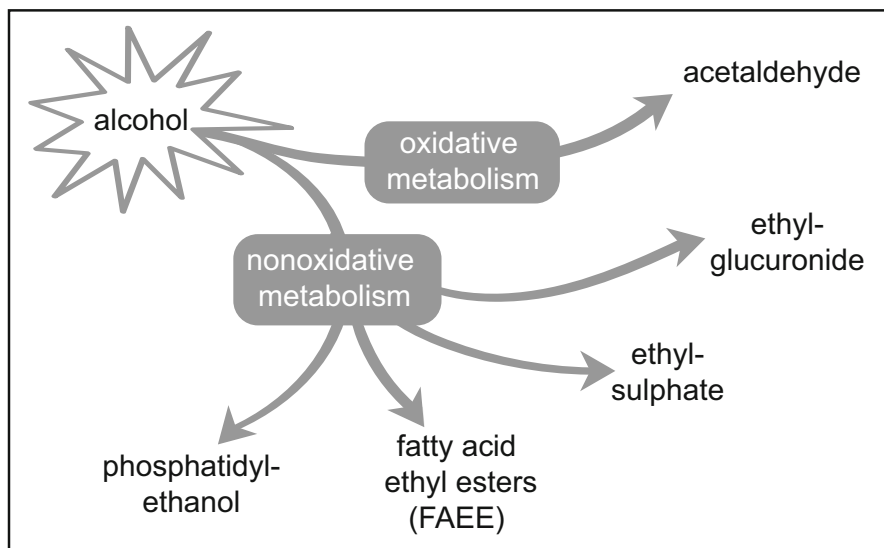 alcohol
oxidative
metabolism
acetaldehyde
nonoxidative
metabolism
ethyl-
glucuronide
ethyl-
sulphate
fatty acid
ethyl esters
(FAEE)
phosphatidyl-
ethanol